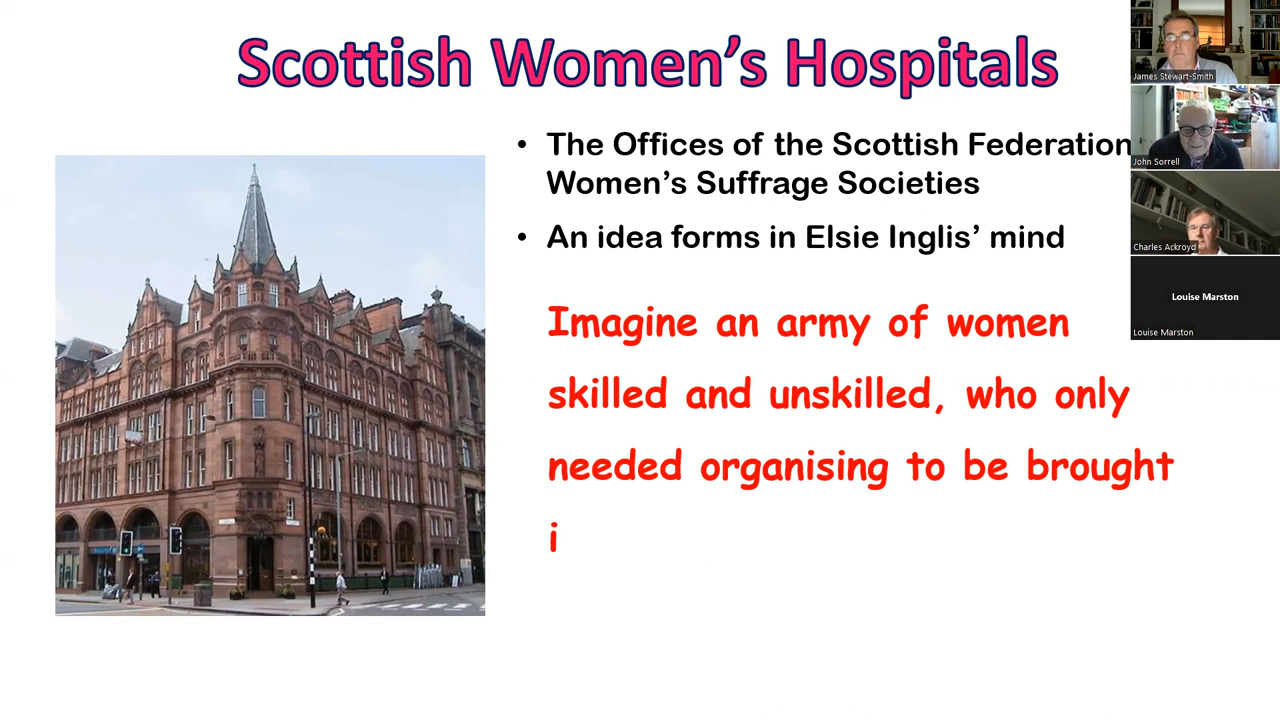 Scottish Women's Hospitals
• The Offices of the Scottish Federation
Women's Suffrage Societies
• An idea forms in Elsie Inglis' mind
Imagine an army of women
skilled and unskilled, who only
needed organising to be brought
i
James Stewart-Smith
John Sorrell
Charles Ackroyd
Louise Marston
Louise Marston